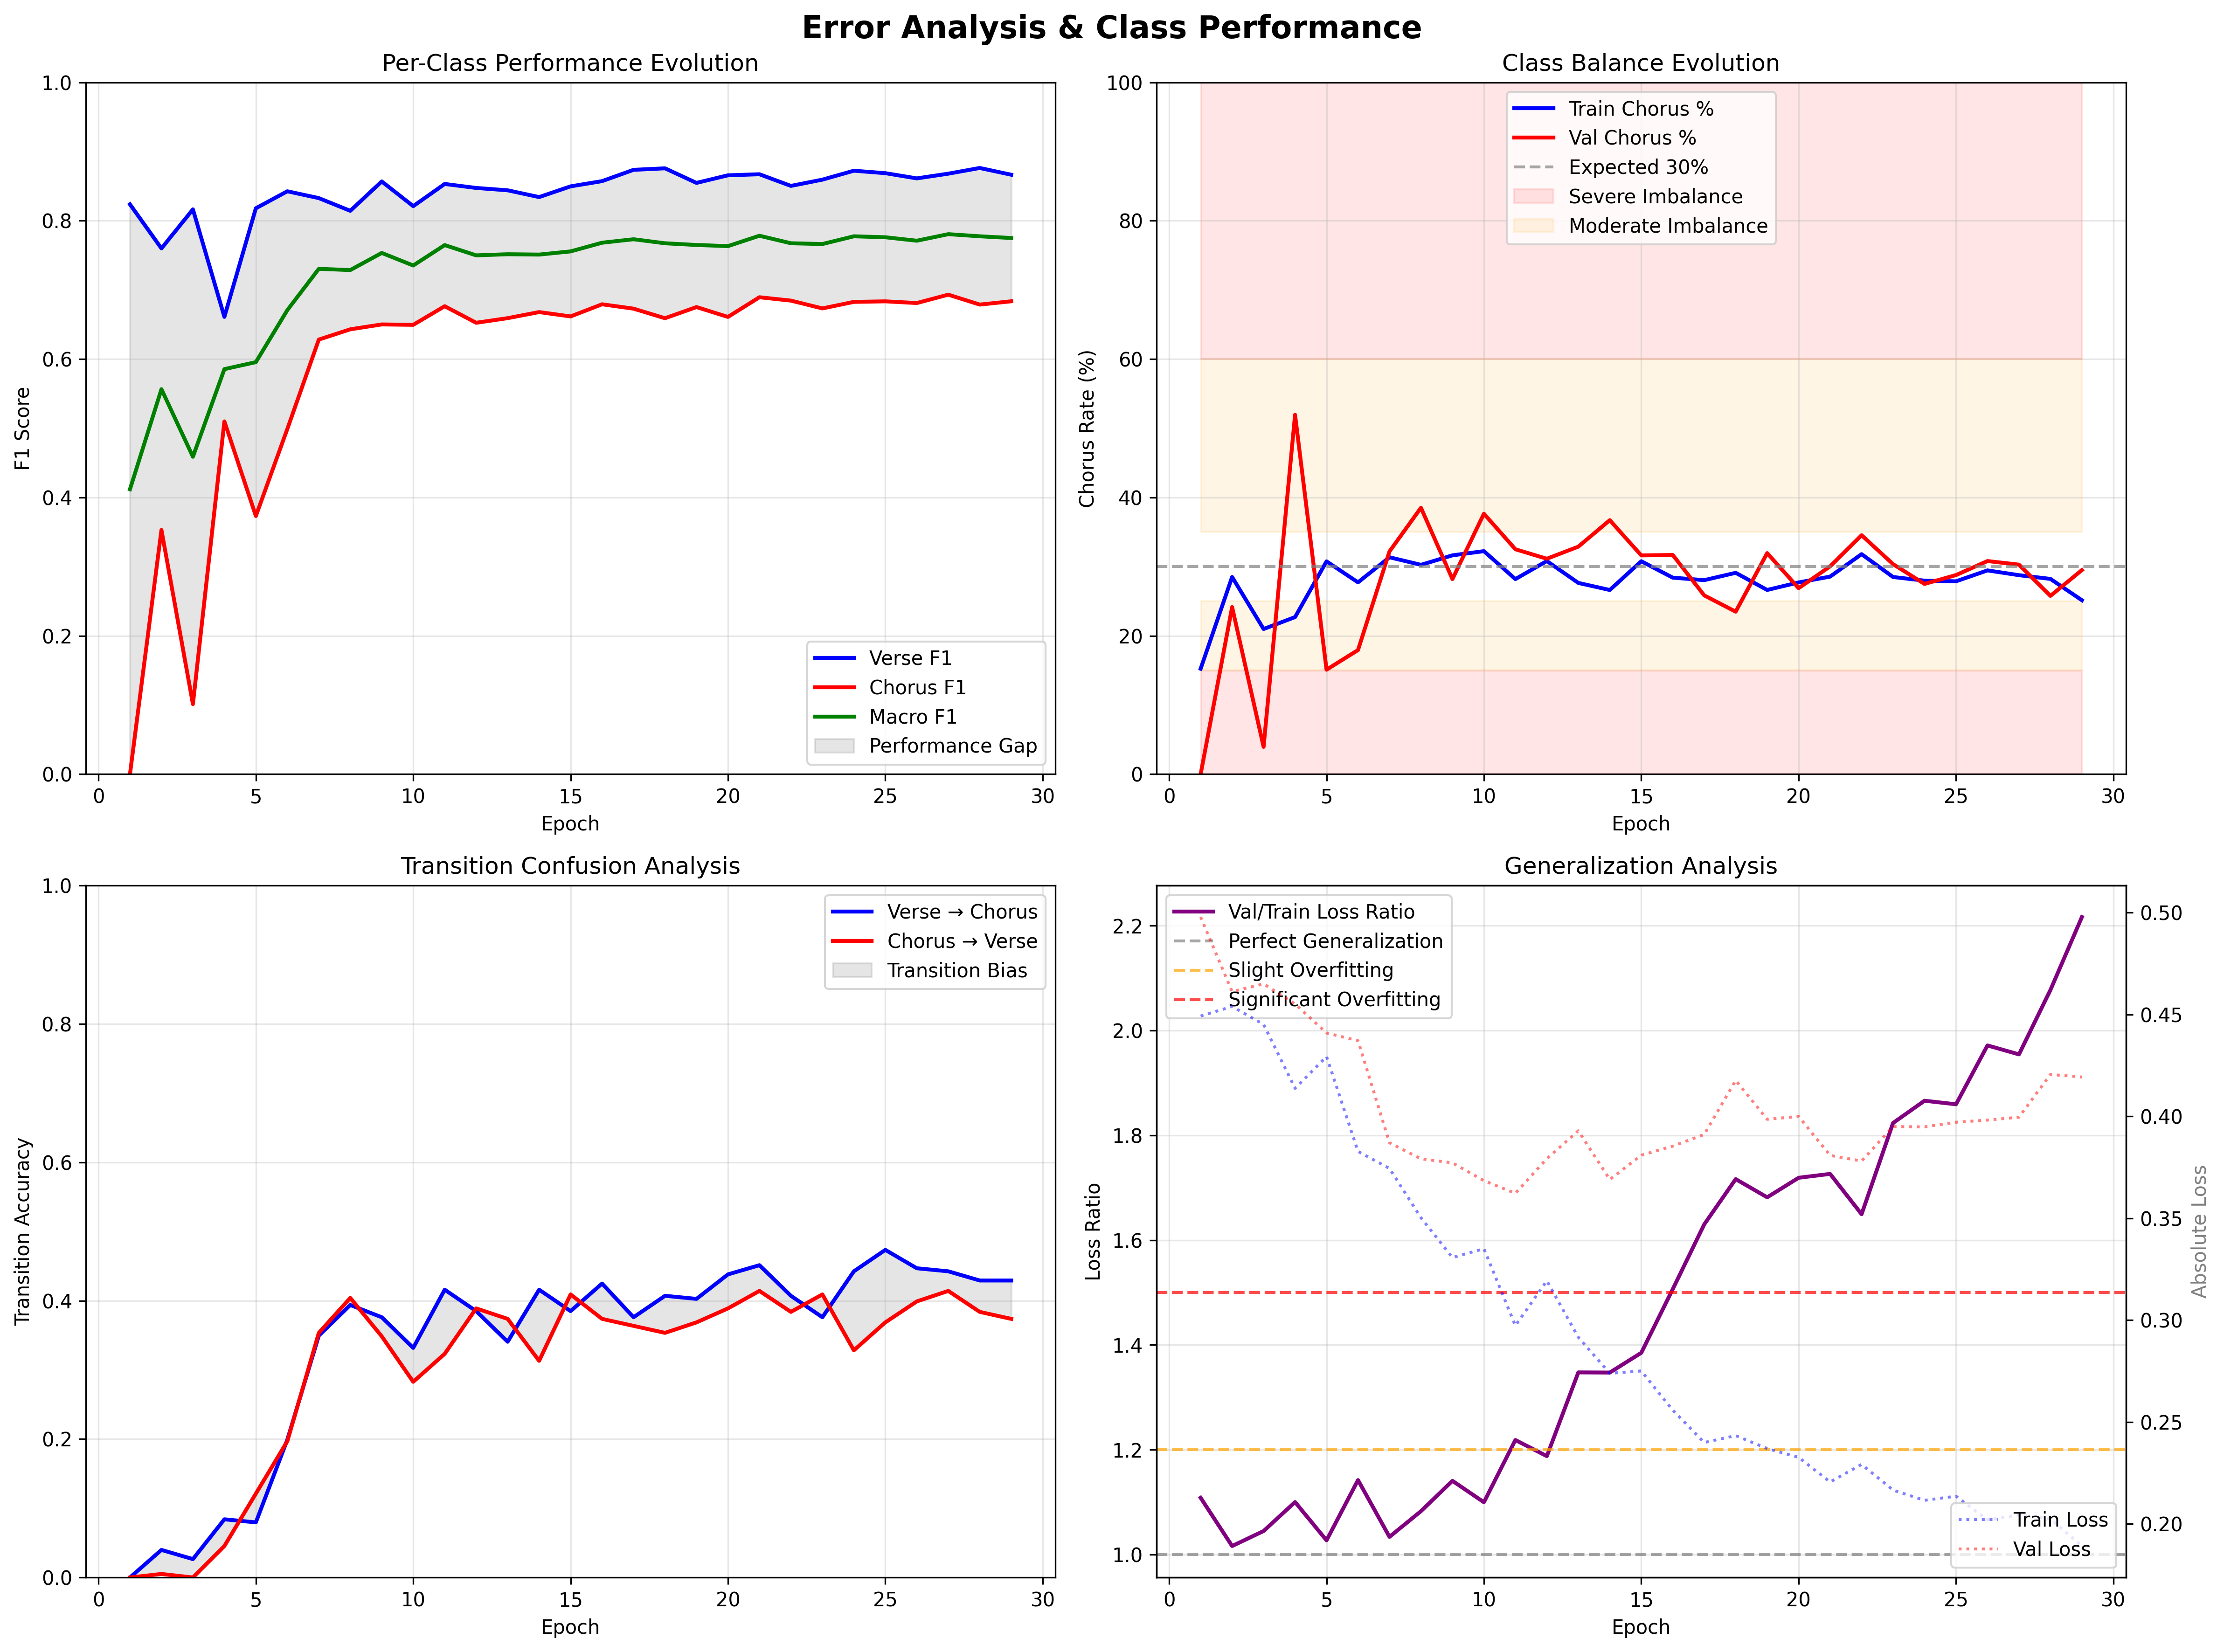 Error Analysis & Class Performance
Per-Class Performance Evolution
1.0
0.8
0.6
0.4
0.2
0.0
F1 Score
Verse F1
Chorus F1
Macro F1
Performance Gap
0
5
10
15
20
25
30
Epoch
Class Balance Evolution
100
80
60
40
20
0
Chorus Rate (%)
Train Chorus %
Val Chorus %
Expected 30%
Severe Imbalance
Moderate Imbalance
0
5
10
15
20
25
30
Epoch
Transition Confusion Analysis
1.0
0.8
0.6
0.4
0.2
0.0
Transition Accuracy
Verse → Chorus
Chorus → Verse
Transition Bias
0
5
10
15
20
25
30
Epoch
Generalization Analysis
2.2
2.0
1.8
1.6
1.4
1.2
1.0
Loss Ratio
Val/Train Loss Ratio
Perfect Generalization
Slight Overfitting
Significant Overfitting
0.50
0.45
0.40
0.35
0.30
0.25
0.20
Absolute Loss
Train Loss
Val Loss
0
5
10
15
20
25
30
Epoch